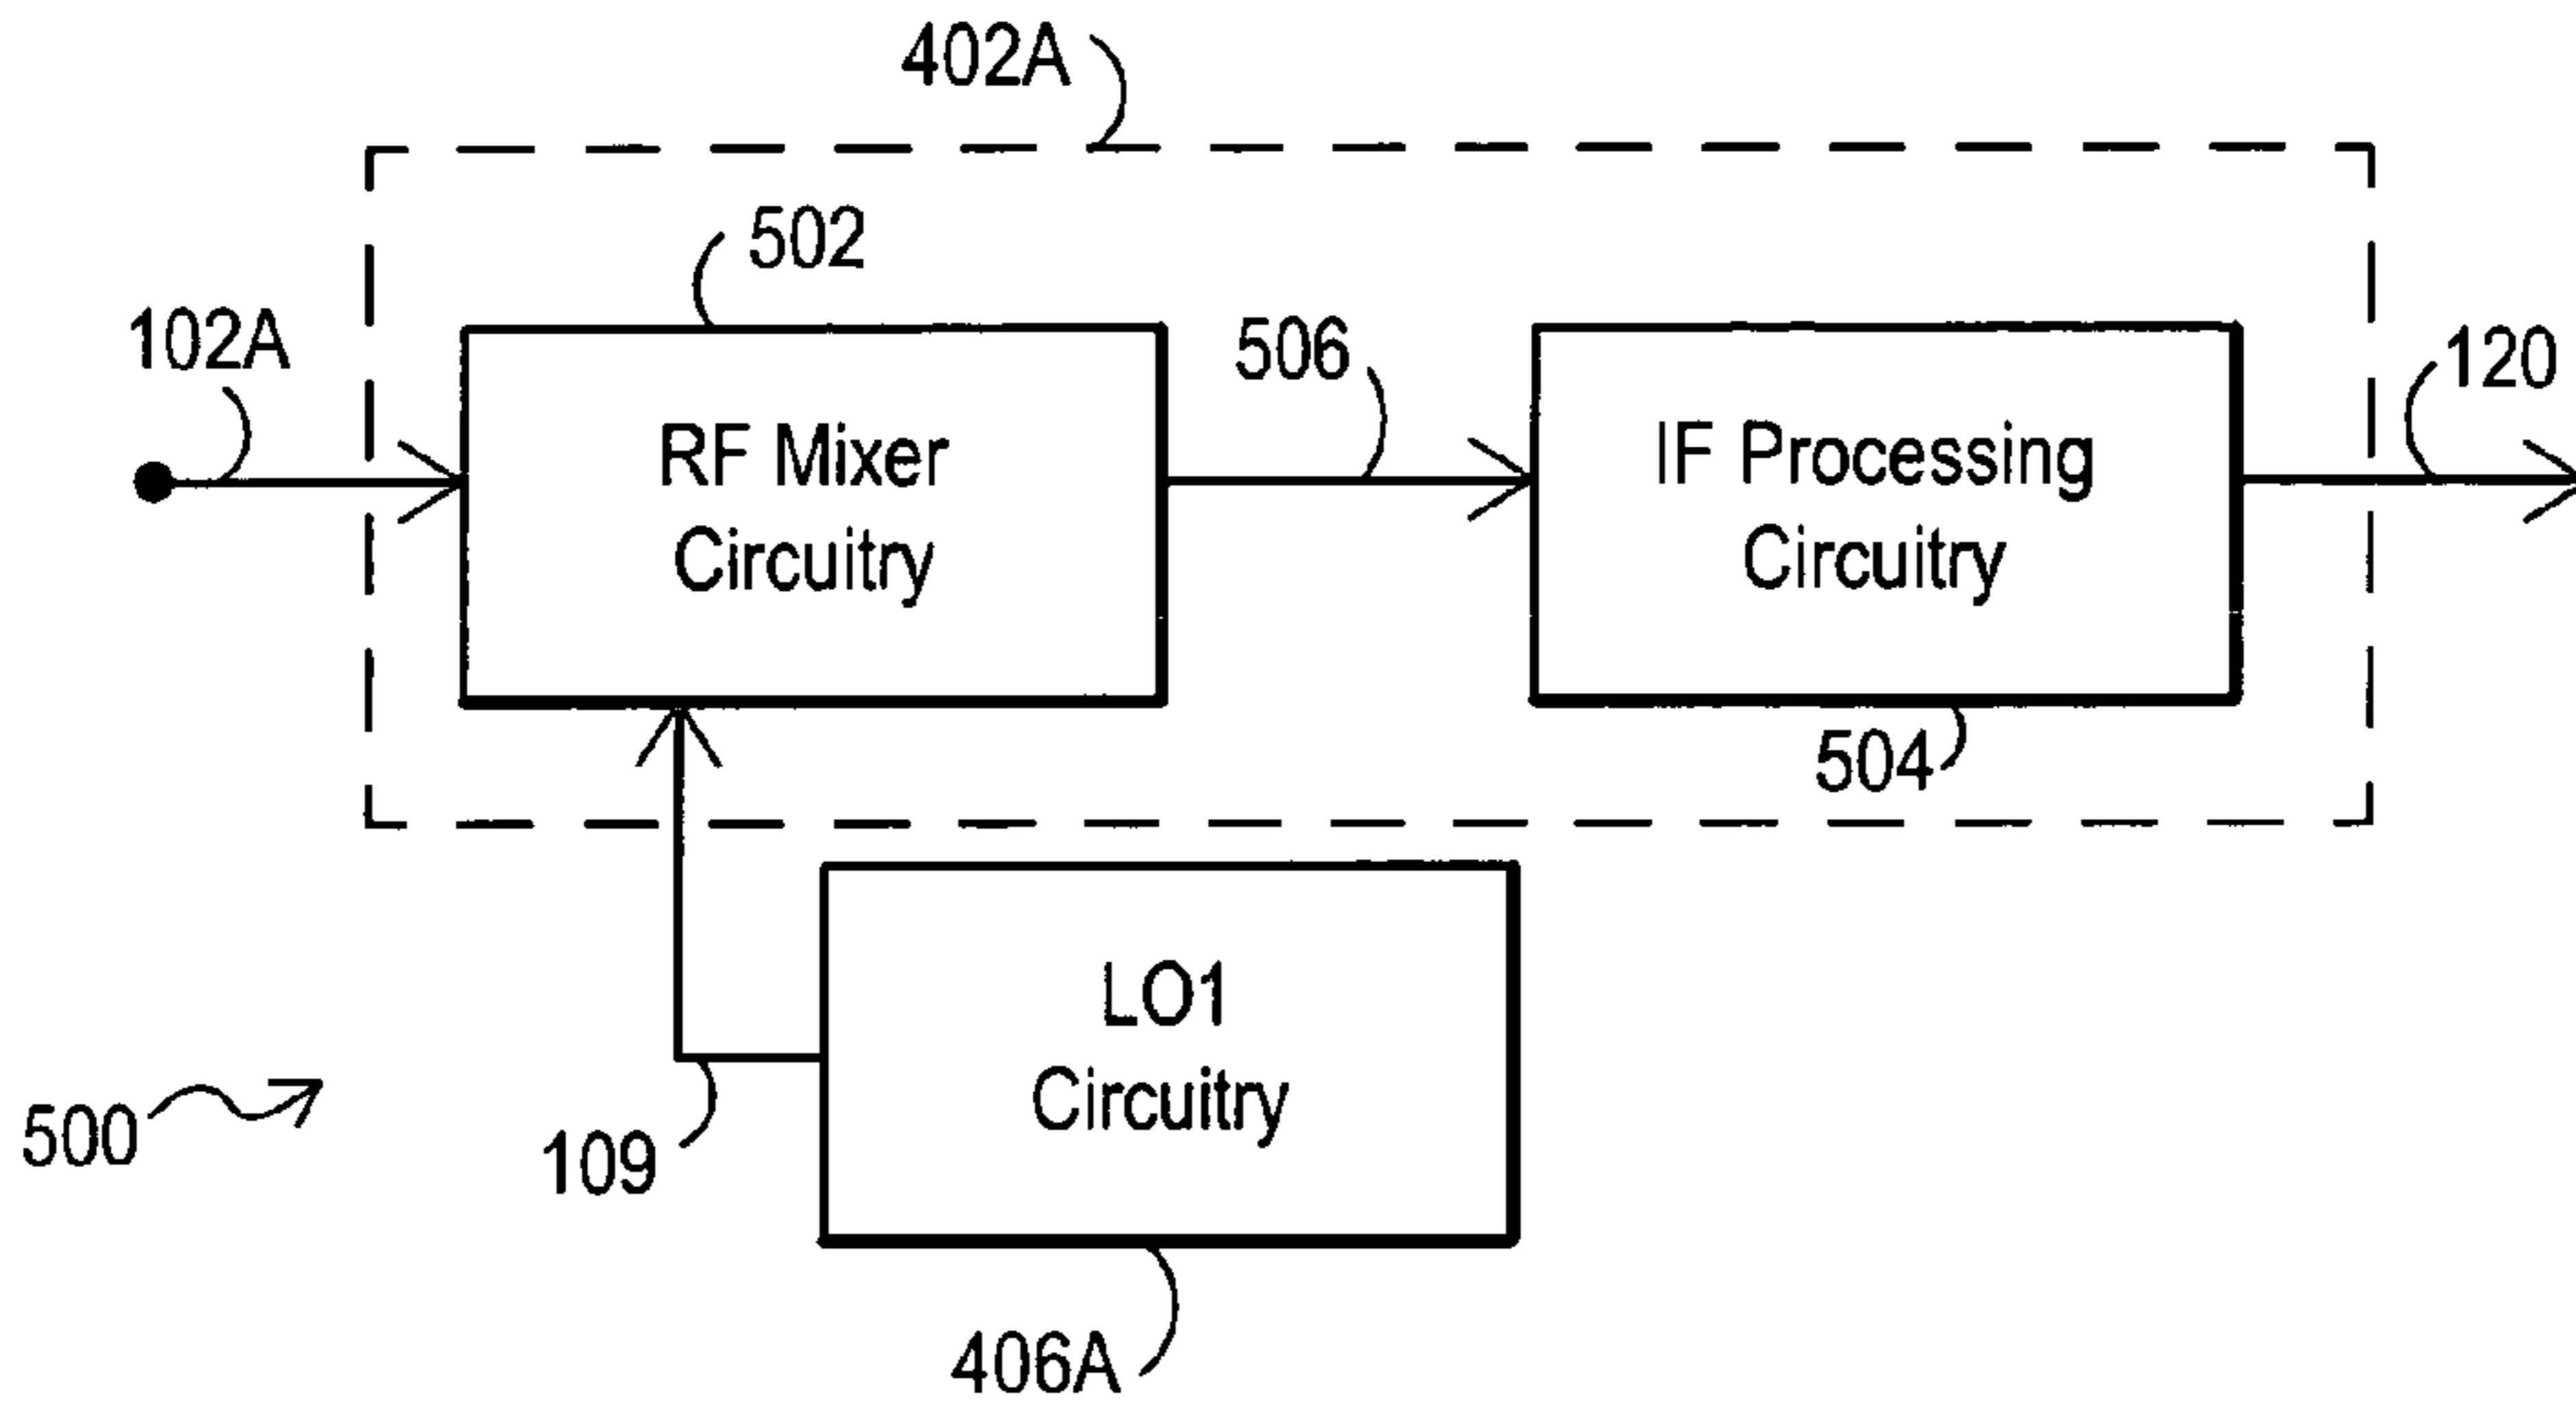 402A
502
102A
506
120
RF Mixer
Circuitry
IF Processing
Circuitry
504
LO1
Circuitry
500
109
406A